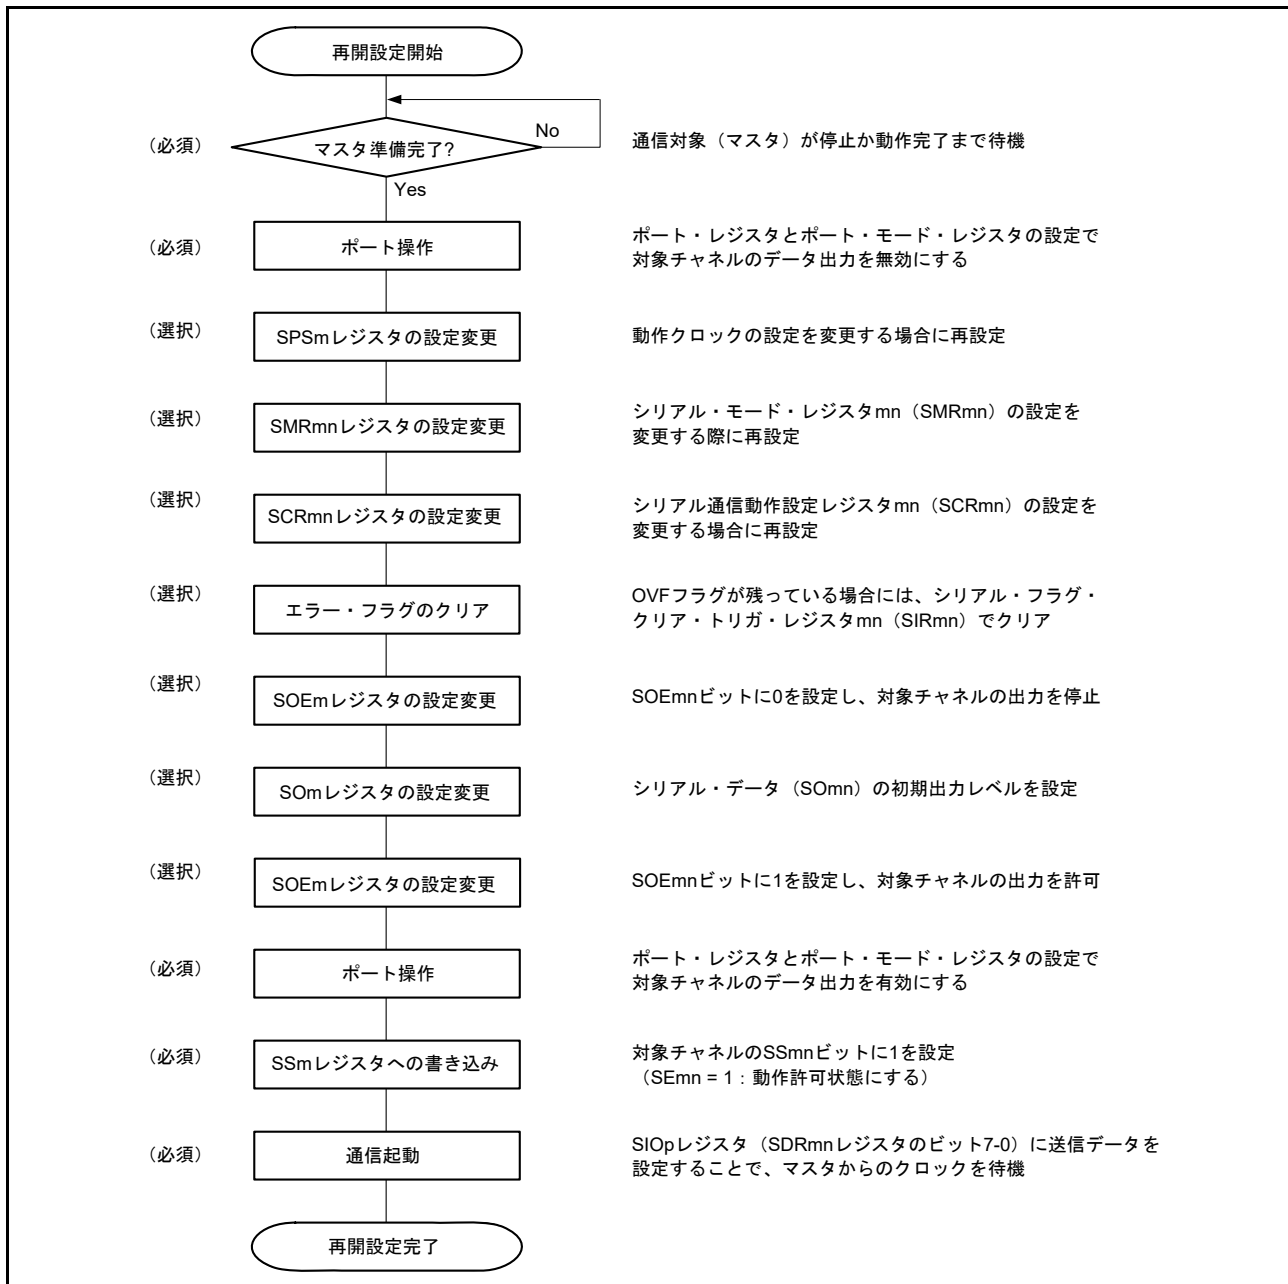 再開設定開始
(必須)
マスタ準備完了?
No
通信対象（マスタ）が停止か動作完了まで待機
Yes
（必須）
ポート操作
ポート・レジスタとポート・モード・レジスタの設定で
対象チャネルのデータ出力を無効にする
（選択）
SPSmレジスタの設定変更
動作クロックの設定を変更する場合に再設定
（選択）
SMRmnレジスタの設定変更
シリアル・モード・レジスタmn（SMRmn）の設定を
変更する際に再設定
（選択）
SCRmnレジスタの設定変更
シリアル通信動作設定レジスタmn（SCRmn）の設定を
変更する場合に再設定
（選択）
エラー・フラグのクリア
OVFフラグが残っている場合には、シリアル・フラグ・
クリア・トリガ・レジスタmn（SIRmn）でクリア
（選択）
SOEmレジスタの設定変更
SOEmnビットに0を設定し、対象チャネルの出力を停止
（選択）
SOmレジスタの設定変更
シリアル・データ（SOmn）の初期出力レベルを設定
（選択）
SOEmレジスタの設定変更
SOEmnビットに1を設定し、対象チャネルの出力を許可
（必須）
ポート操作
ポート・レジスタとポート・モード・レジスタの設定で
対象チャネルのデータ出力を有効にする
（必須）
SSmレジスタへの書き込み
対象チャネルのSSmnビットに1を設定
（SEmn = 1：動作許可状態にする）
（必須）
通信起動
SIOpレジスタ（SDRmnレジスタのビット7-0）に送信データを
設定することで、マスタからのクロックを待機
再開設定完了